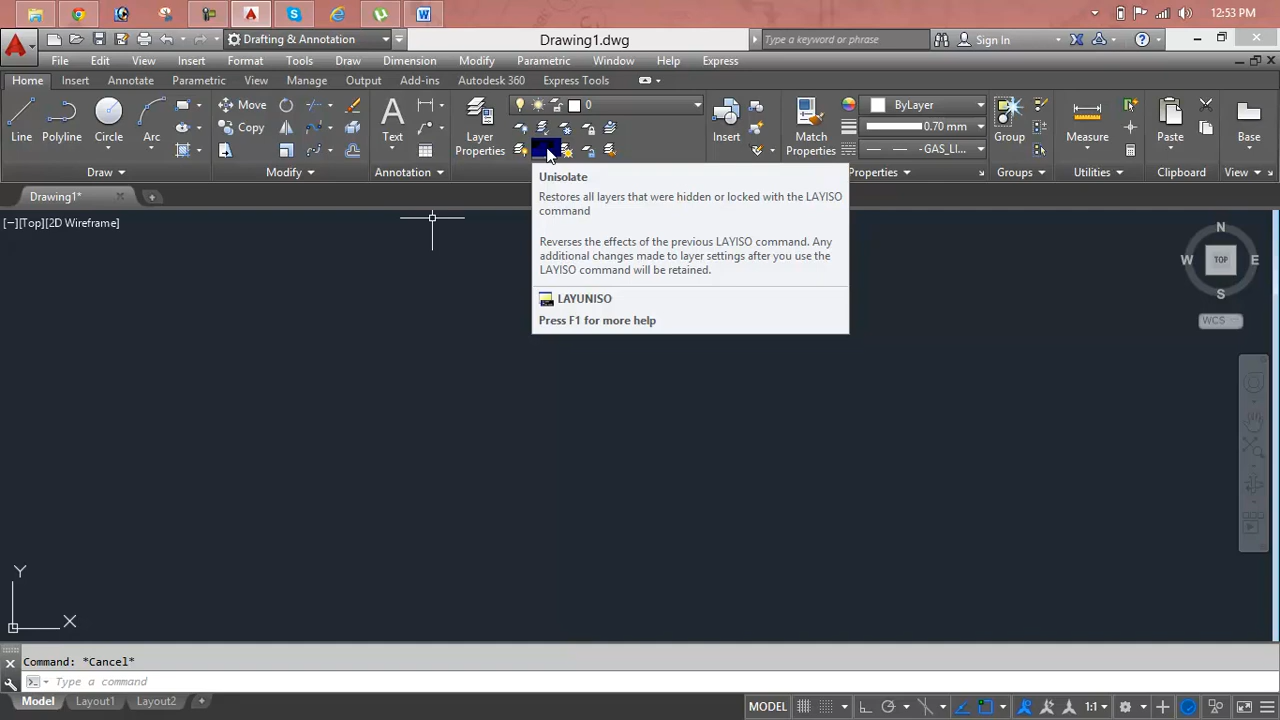 12:53 PM
Drafting & Annotation
Drawing1.dwg
Type a keyword or phrase
Sign In
File Edit View Insert Format Tools Draw Dimension Modify Parametric Window Help Express
Home Insert Annotate Parametric View Manage Output Add-ins Autodesk 360 Express Tools
Move
0
ByLayer
Copy
0.70 mm
Line Polyline Circle Arc
Text
Layer
Properties
Insert
Match
Properties
- GAS_LI...
Group
Measure
Paste
Base
Draw
Modify
Annotation
Properties
Groups
Utilities
Clipboard
View
Drawing1*
[−][Top][2D Wireframe]
Unisolate
Restores all layers that were hidden or locked with the LAYISO
command
Reverses the effects of the previous LAYISO command. Any
additional changes made to layer settings after you use the
LAYISO command will be retained.
LAYUNISO
Press F1 for more help
N
W TOP E
S
WCS
Y
X
Command: *Cancel*
Type a command
Model Layout1 Layout2 +
MODEL
1:1